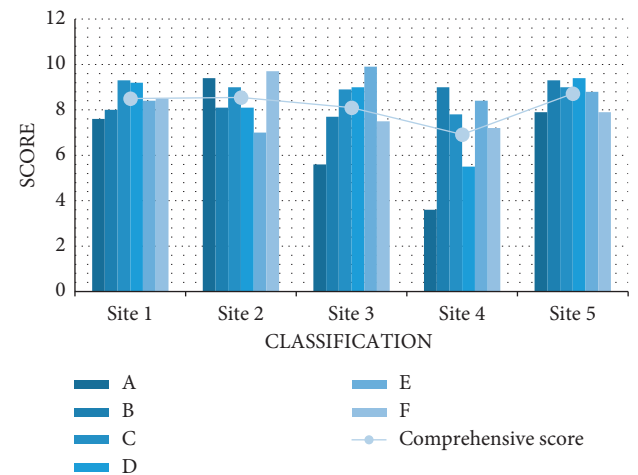 12
10
8
6
4
2
0
SCORE
Site 1 Site 2 Site 3 Site 4 Site 5
CLASSIFICATION
A
B
C
D
E
F
Comprehensive score